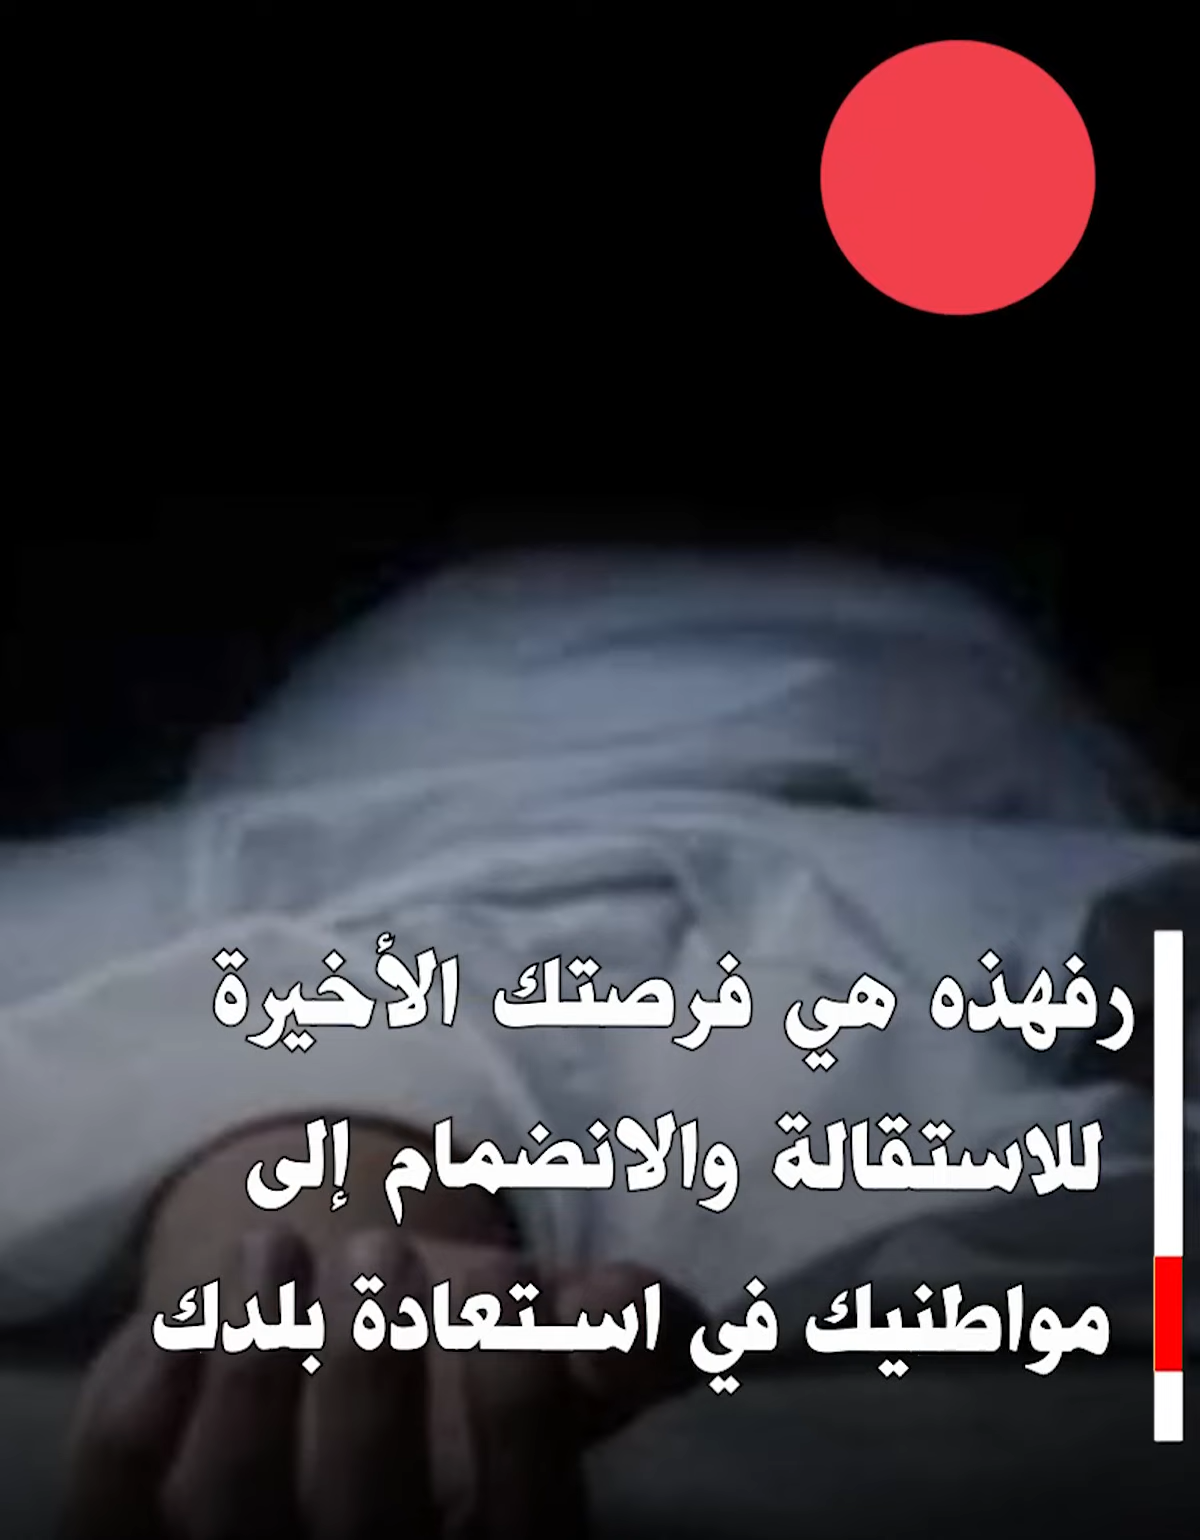 رفهذه هي فرصتك الأخيرة
للاستقالة والانضمام إلى
مواطنيك في استعادة بلدك